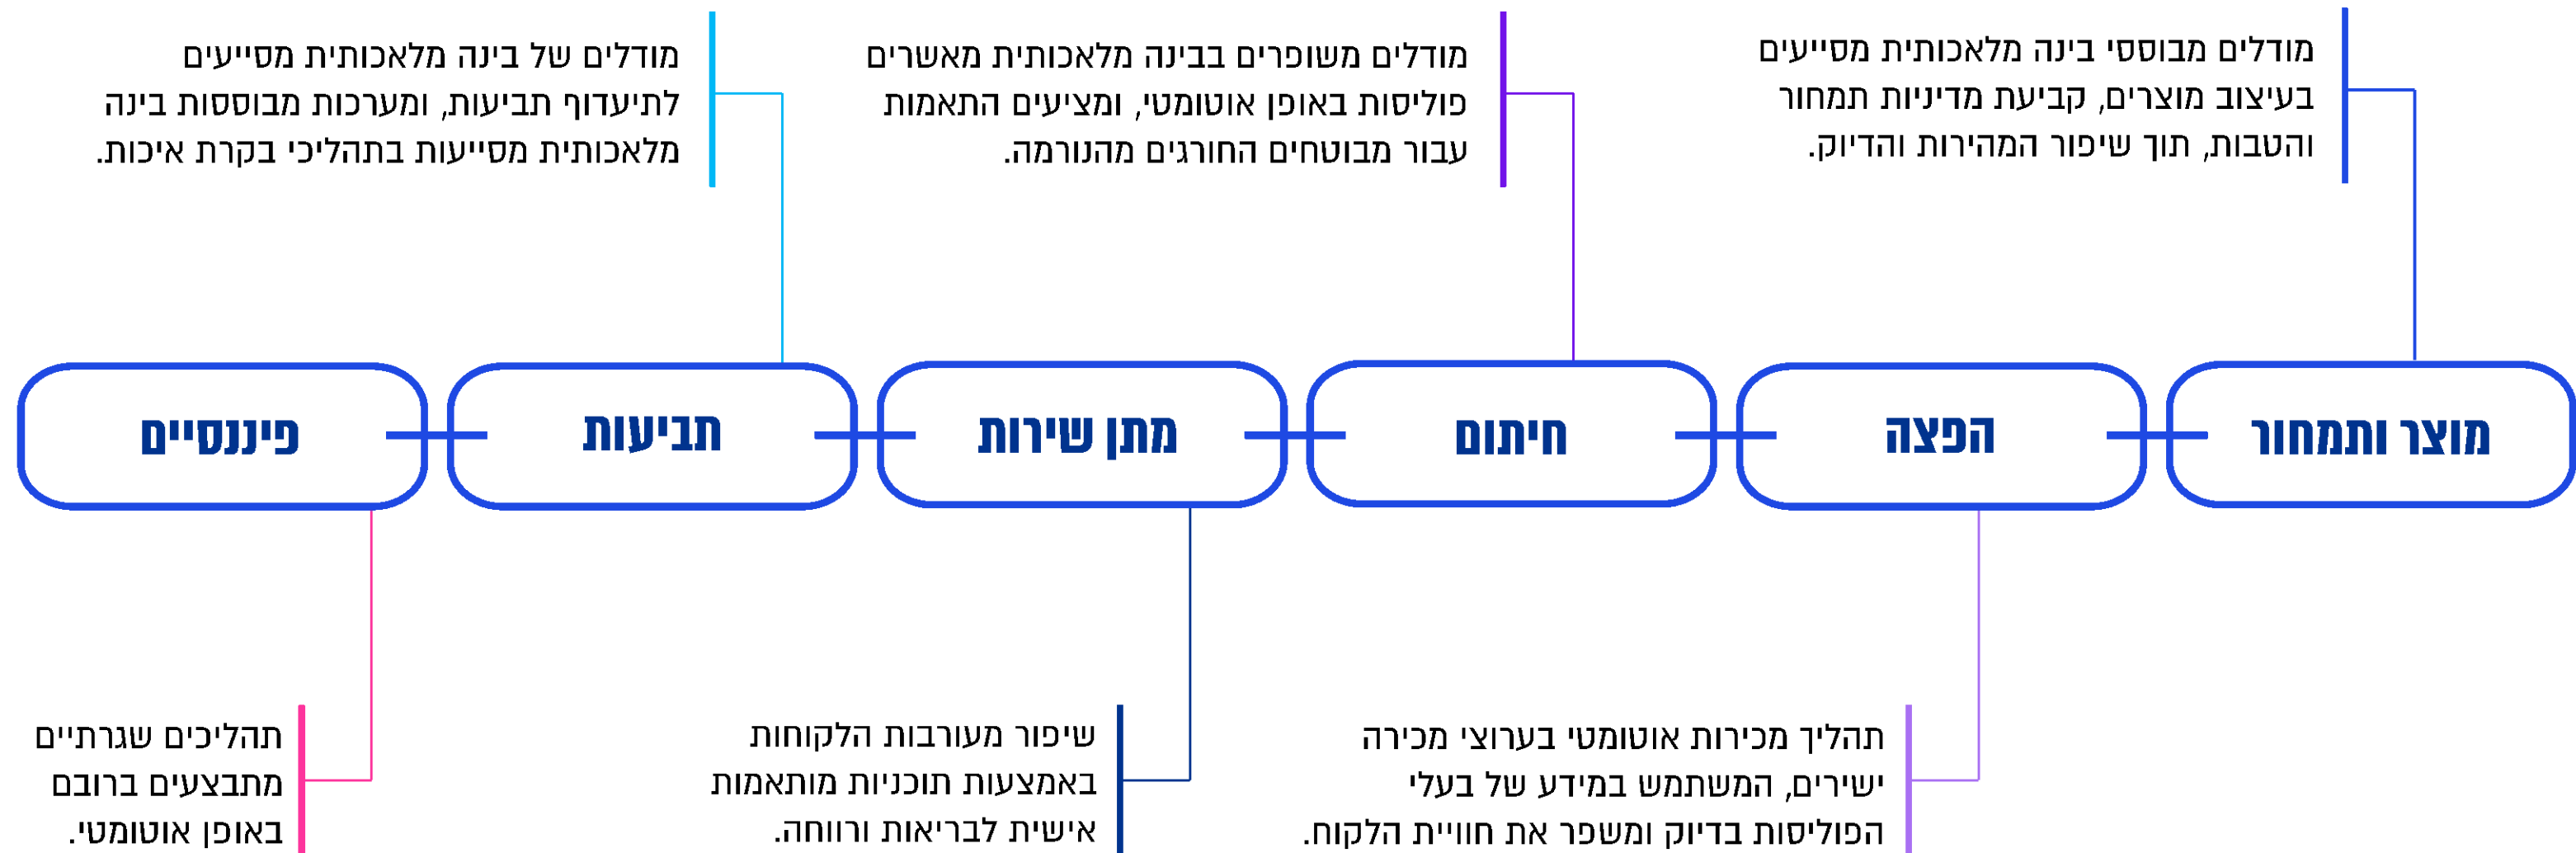 מודלים מבוססי בינה מלאכותית מסייעים
בעיצוב מוצרים, קביעת מדיניות תמחור
והטבות, תוך שיפור המהירות והדיוק.
מודלים משופרים בבינה מלאכותית מאשרים
פוליסות באופן אוטומטי, ומציעים התאמות
עבור מבוטחים החורגים מהנורמה.
מודלים של בינה מלאכותית מסייעים
לתיעדוף תביעות, ומערכות מבוססות בינה
מלאכותית מסייעות בתהליכי בקרת איכות.
מוצר ותמחור
הפצה
חיתום
מתן שירות
תביעות
פיננסיים
תהליך מכירות אוטומטי בערוצי מכירה
ישירים, המשתמש במידע של בעלי
הפוליסות בדיוק ומשפר את חוויית הלקוח.
שיפור מעורבות הלקוחות
באמצעות תוכניות מותאמות
אישית לבריאות ורווחה.
תהליכים שגרתיים
מתבצעים ברובם
באופן אוטומטי.